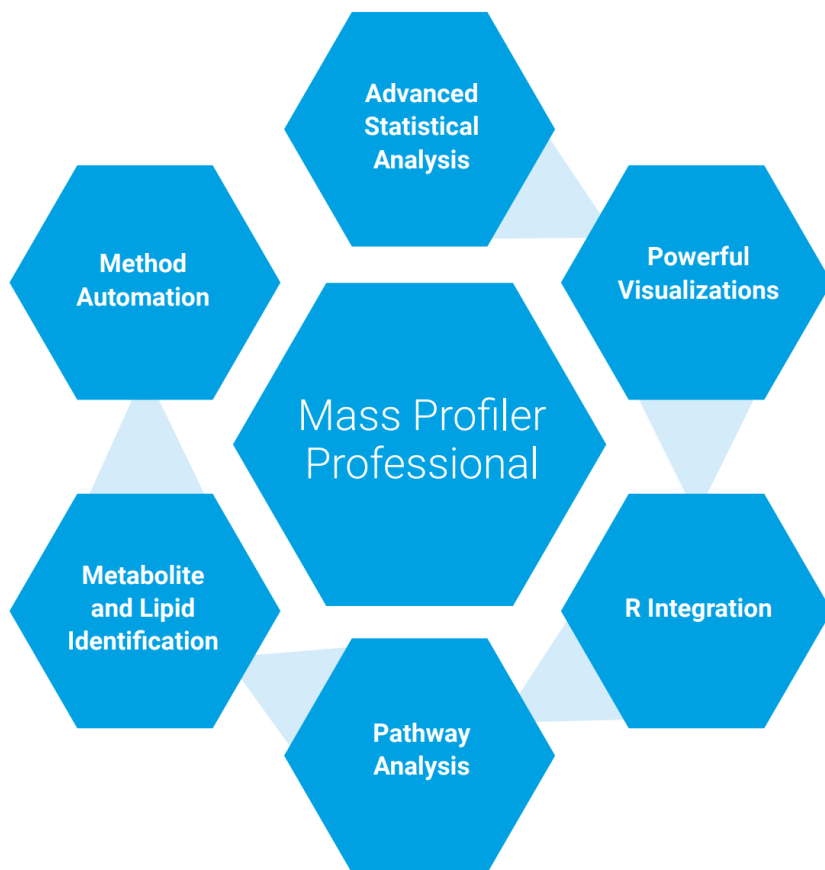 Advanced
Statistical
Analysis
Powerful
Visualizations
R Integration
Pathway
Analysis
Metabolite
and Lipid
Identification
Method
Automation
Mass Profiler
Professional